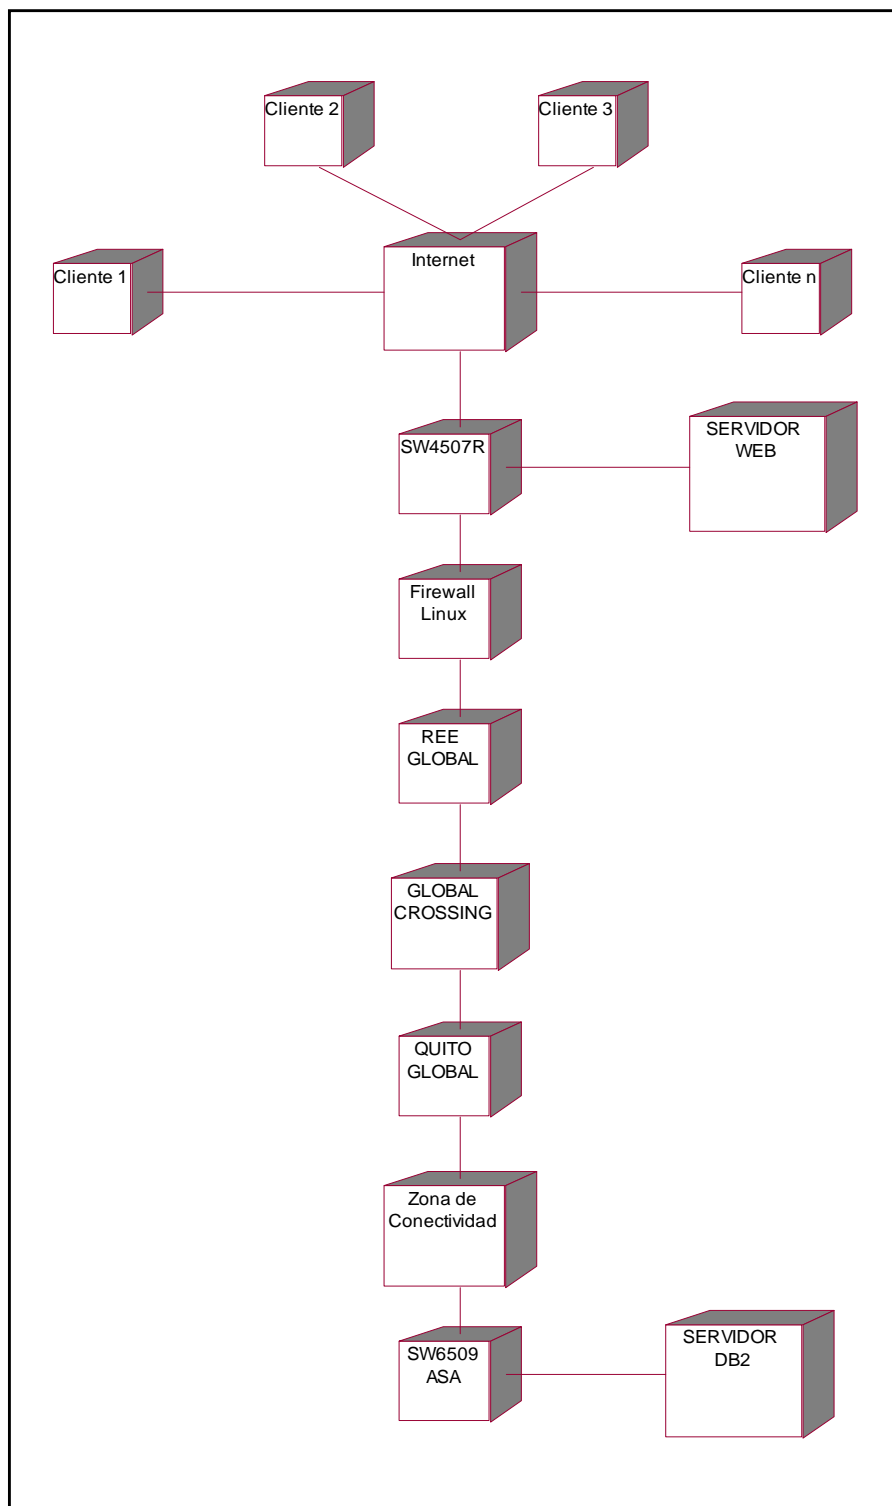 Cliente 2
Cliente 3
Internet
Cliente 1
Cliente n
SW4507R
SERVIDOR
WEB
Firewall
Linux
REE
GLOBAL
GLOBAL
CROSSING
QUITO
GLOBAL
Zona de
Conectividad
SW6509
ASA
SERVIDOR
DB2